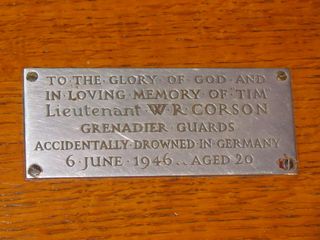 TO·THE·GLORY·OF·GOD·AND
IN·LOVING·MEMORY·OF·"TIM"
Lieutenant W·R·CORSON
GRENADIER·GUARDS
ACCIDENTALLY·DROWNED·IN·GERMANY
6·JUNE·1946..AGED·20